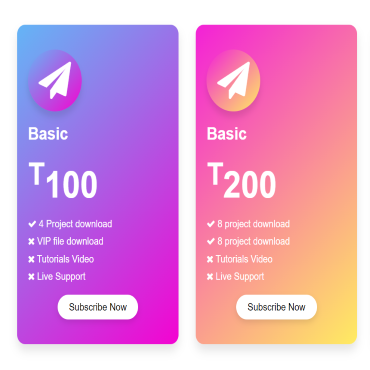 Basic
T100
✔ 4 Project download
✖ VIP file download
✖ Tutorials Video
✖ Live Support
Subscribe Now
Basic
T200
✔ 8 project download
✔ 8 project download
✖ Tutorials Video
✖ Live Support
Subscribe Now